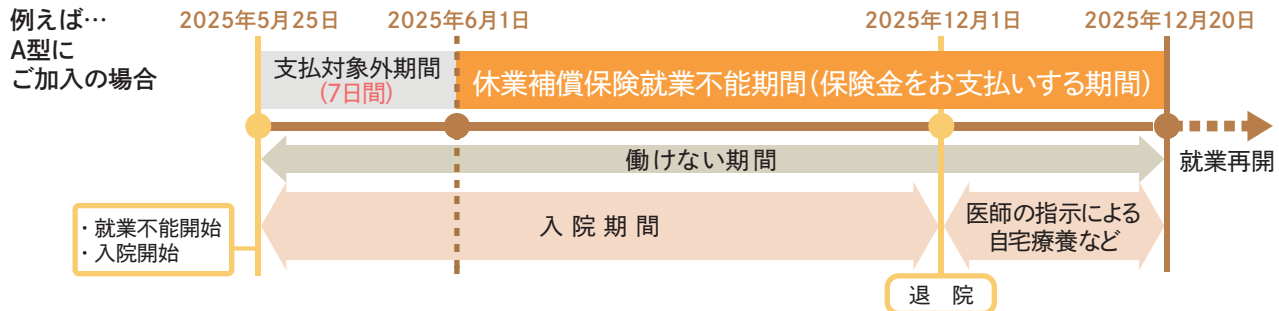 例えば…
A型に
ご加入の場合
2025年5月25日
2025年6月1日
2025年12月1日
2025年12月20日
支払対象外期間
(7日間)
休業補償保険就業不能期間(保険金をお支払いする期間)
働けない期間
就業再開
入院期間
医師の指示による
自宅療養など
・就業不能開始
・入院開始
退 院